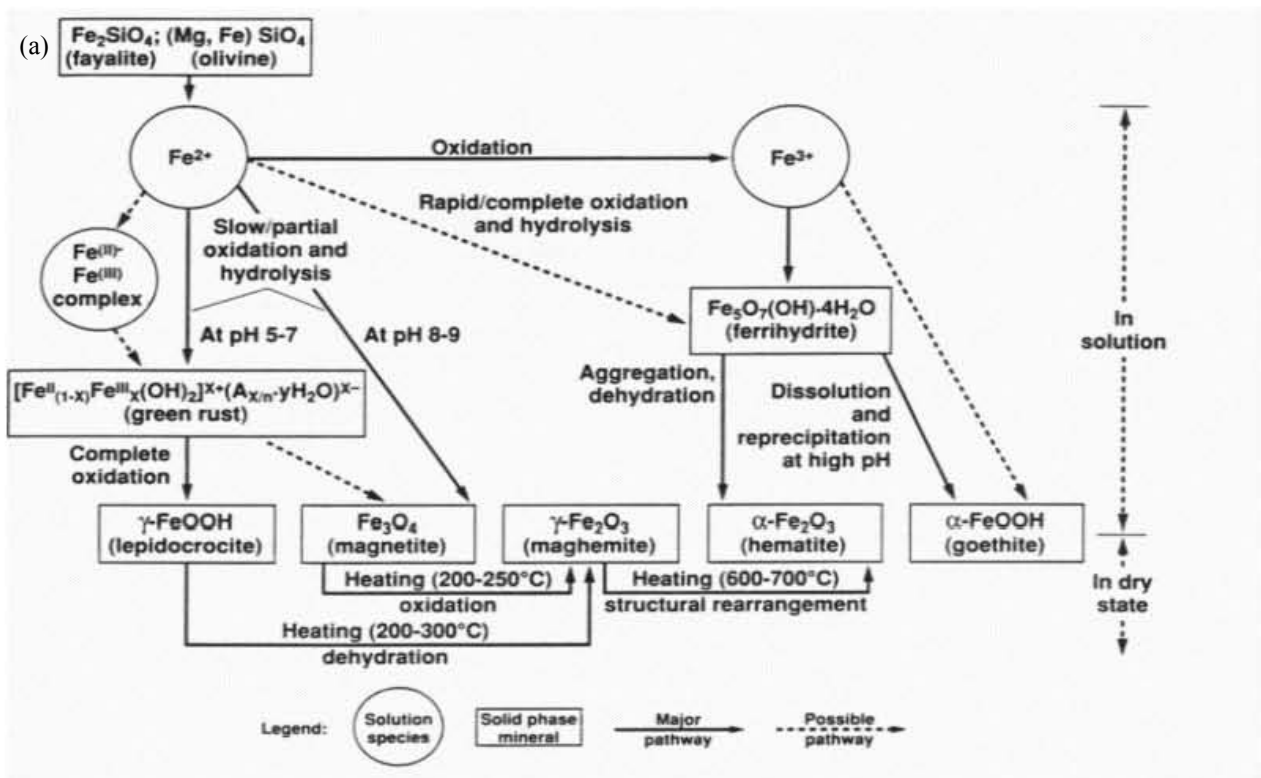 (a)
Fe₂SiO₄; (Mg, Fe) SiO₄
(fayalite) (olivine)
Fe²⁺
Oxidation
Fe³⁺
Rapid/complete oxidation
and hydrolysis
Slow/partial
oxidation and
hydrolysis
Fe(II)-
Fe(III)
complex
At pH 5-7
At pH 8-9
Fe₅O₇(OH)·4H₂O
(ferrihydrite)
In
solution
[Feᴵᴵ₍₁₋ₓ₎Feᴵᴵᴵₓ(OH)₂]ˣ⁺(Aₓ/ₙ·yH₂O)ˣ⁻
(green rust)
Aggregation,
dehydration
Dissolution
and
reprecipitation
at high pH
Complete
oxidation
γ-FeOOH
(lepidocrocite)
Fe₃O₄
(magnetite)
γ-Fe₂O₃
(maghemite)
α-Fe₂O₃
(hematite)
α-FeOOH
(goethite)
Heating (200-250°C)
oxidation
Heating (600-700°C)
structural rearrangement
In dry
state
Heating (200-300°C)
dehydration
Legend:
Solution
species
Solid phase
mineral
Major
pathway
Possible
pathway